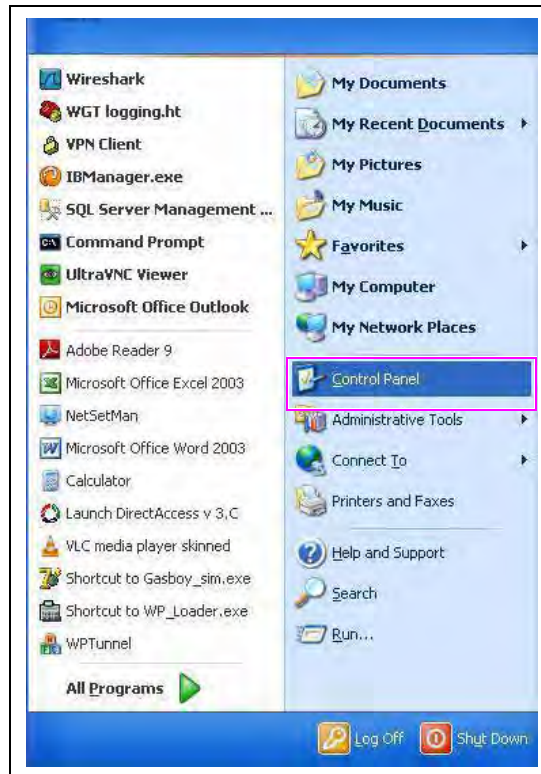 Wireshark
WGT logging.ht
VPN Client
IBManager.exe
SQL Server Management ...
Command Prompt
UltraVNC Viewer
Microsoft Office Outlook
Adobe Reader 9
Microsoft Office Excel 2003
NetSetMan
Microsoft Office Word 2003
Calculator
Launch DirectAccess v 3.C
VLC media player skinned
Shortcut to Gasboy_sim.exe
Shortcut to WP_Loader.exe
WPTunnel
All Programs
My Documents
My Recent Documents
My Pictures
My Music
Favorites
My Computer
My Network Places
Control Panel
Administrative Tools
Connect To
Printers and Faxes
Help and Support
Search
Run...
Log Off
Shut Down